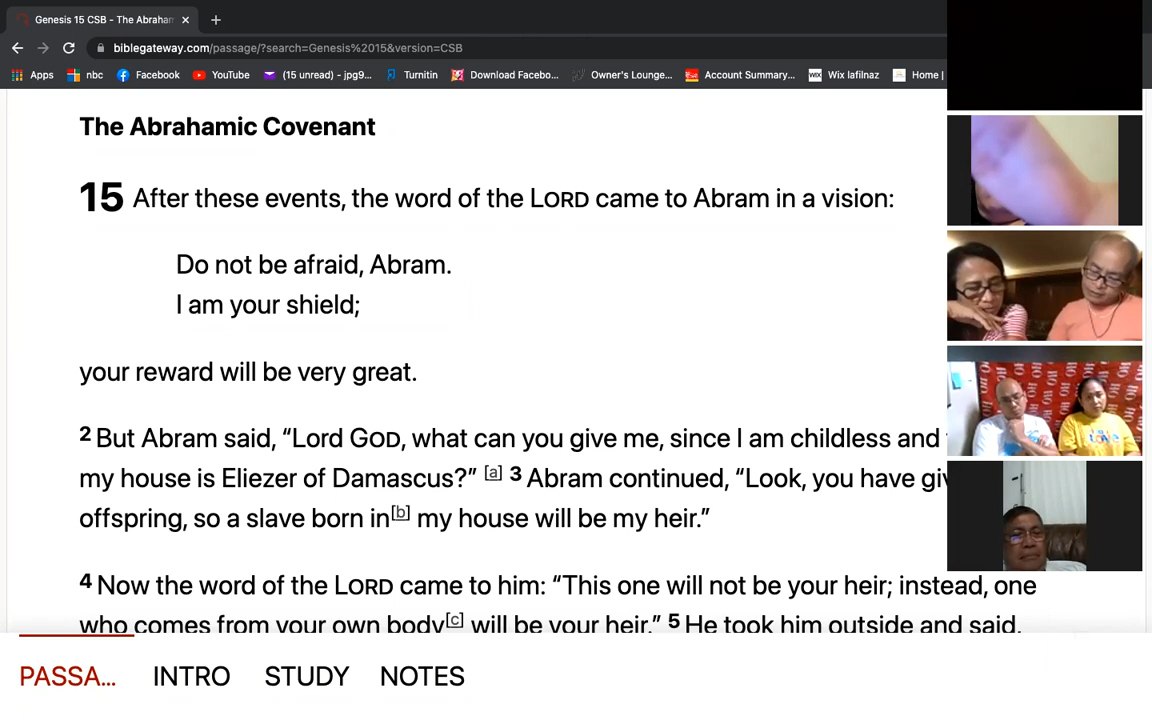 Genesis 15 CSB - The Abraham
biblegateway.com/passage/?search=Genesis%2015&version=CSB
Apps nbc Facebook YouTube (15 unread) - jpg9... Turnitin Download Facebo... Owner's Lounge... Account Summary... WIX Wix lafilnaz Home |
The Abrahamic Covenant
15 After these events, the word of the LORD came to Abram in a vision:
Do not be afraid, Abram.
I am your shield;
your reward will be very great.
2 But Abram said, “Lord GOD, what can you give me, since I am childless and
my house is Eliezer of Damascus?” [a] 3 Abram continued, “Look, you have giv
offspring, so a slave born in[b] my house will be my heir.”
4 Now the word of the LORD came to him: “This one will not be your heir; instead, one
who comes from your own body[c] will be your heir.” 5 He took him outside and said,
PASSA... INTRO STUDY NOTES